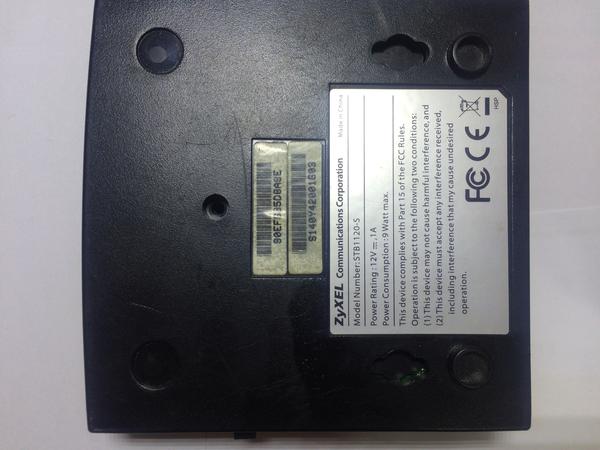 ZyXEL Communications Corporation Made in China
Model Number: STB1120-S
Power Rating : 12V⎓, 1A
Power Consumption : 9 Watt max.
This device complies with Part 15 of the FCC Rules.
Operation is subject to the following two conditions:
(1) This device may not cause harmful interference, and
(2) This device must accept any interference received,
including interference that my cause undesired
operation.
FC CE
HSP
S140Y42001603